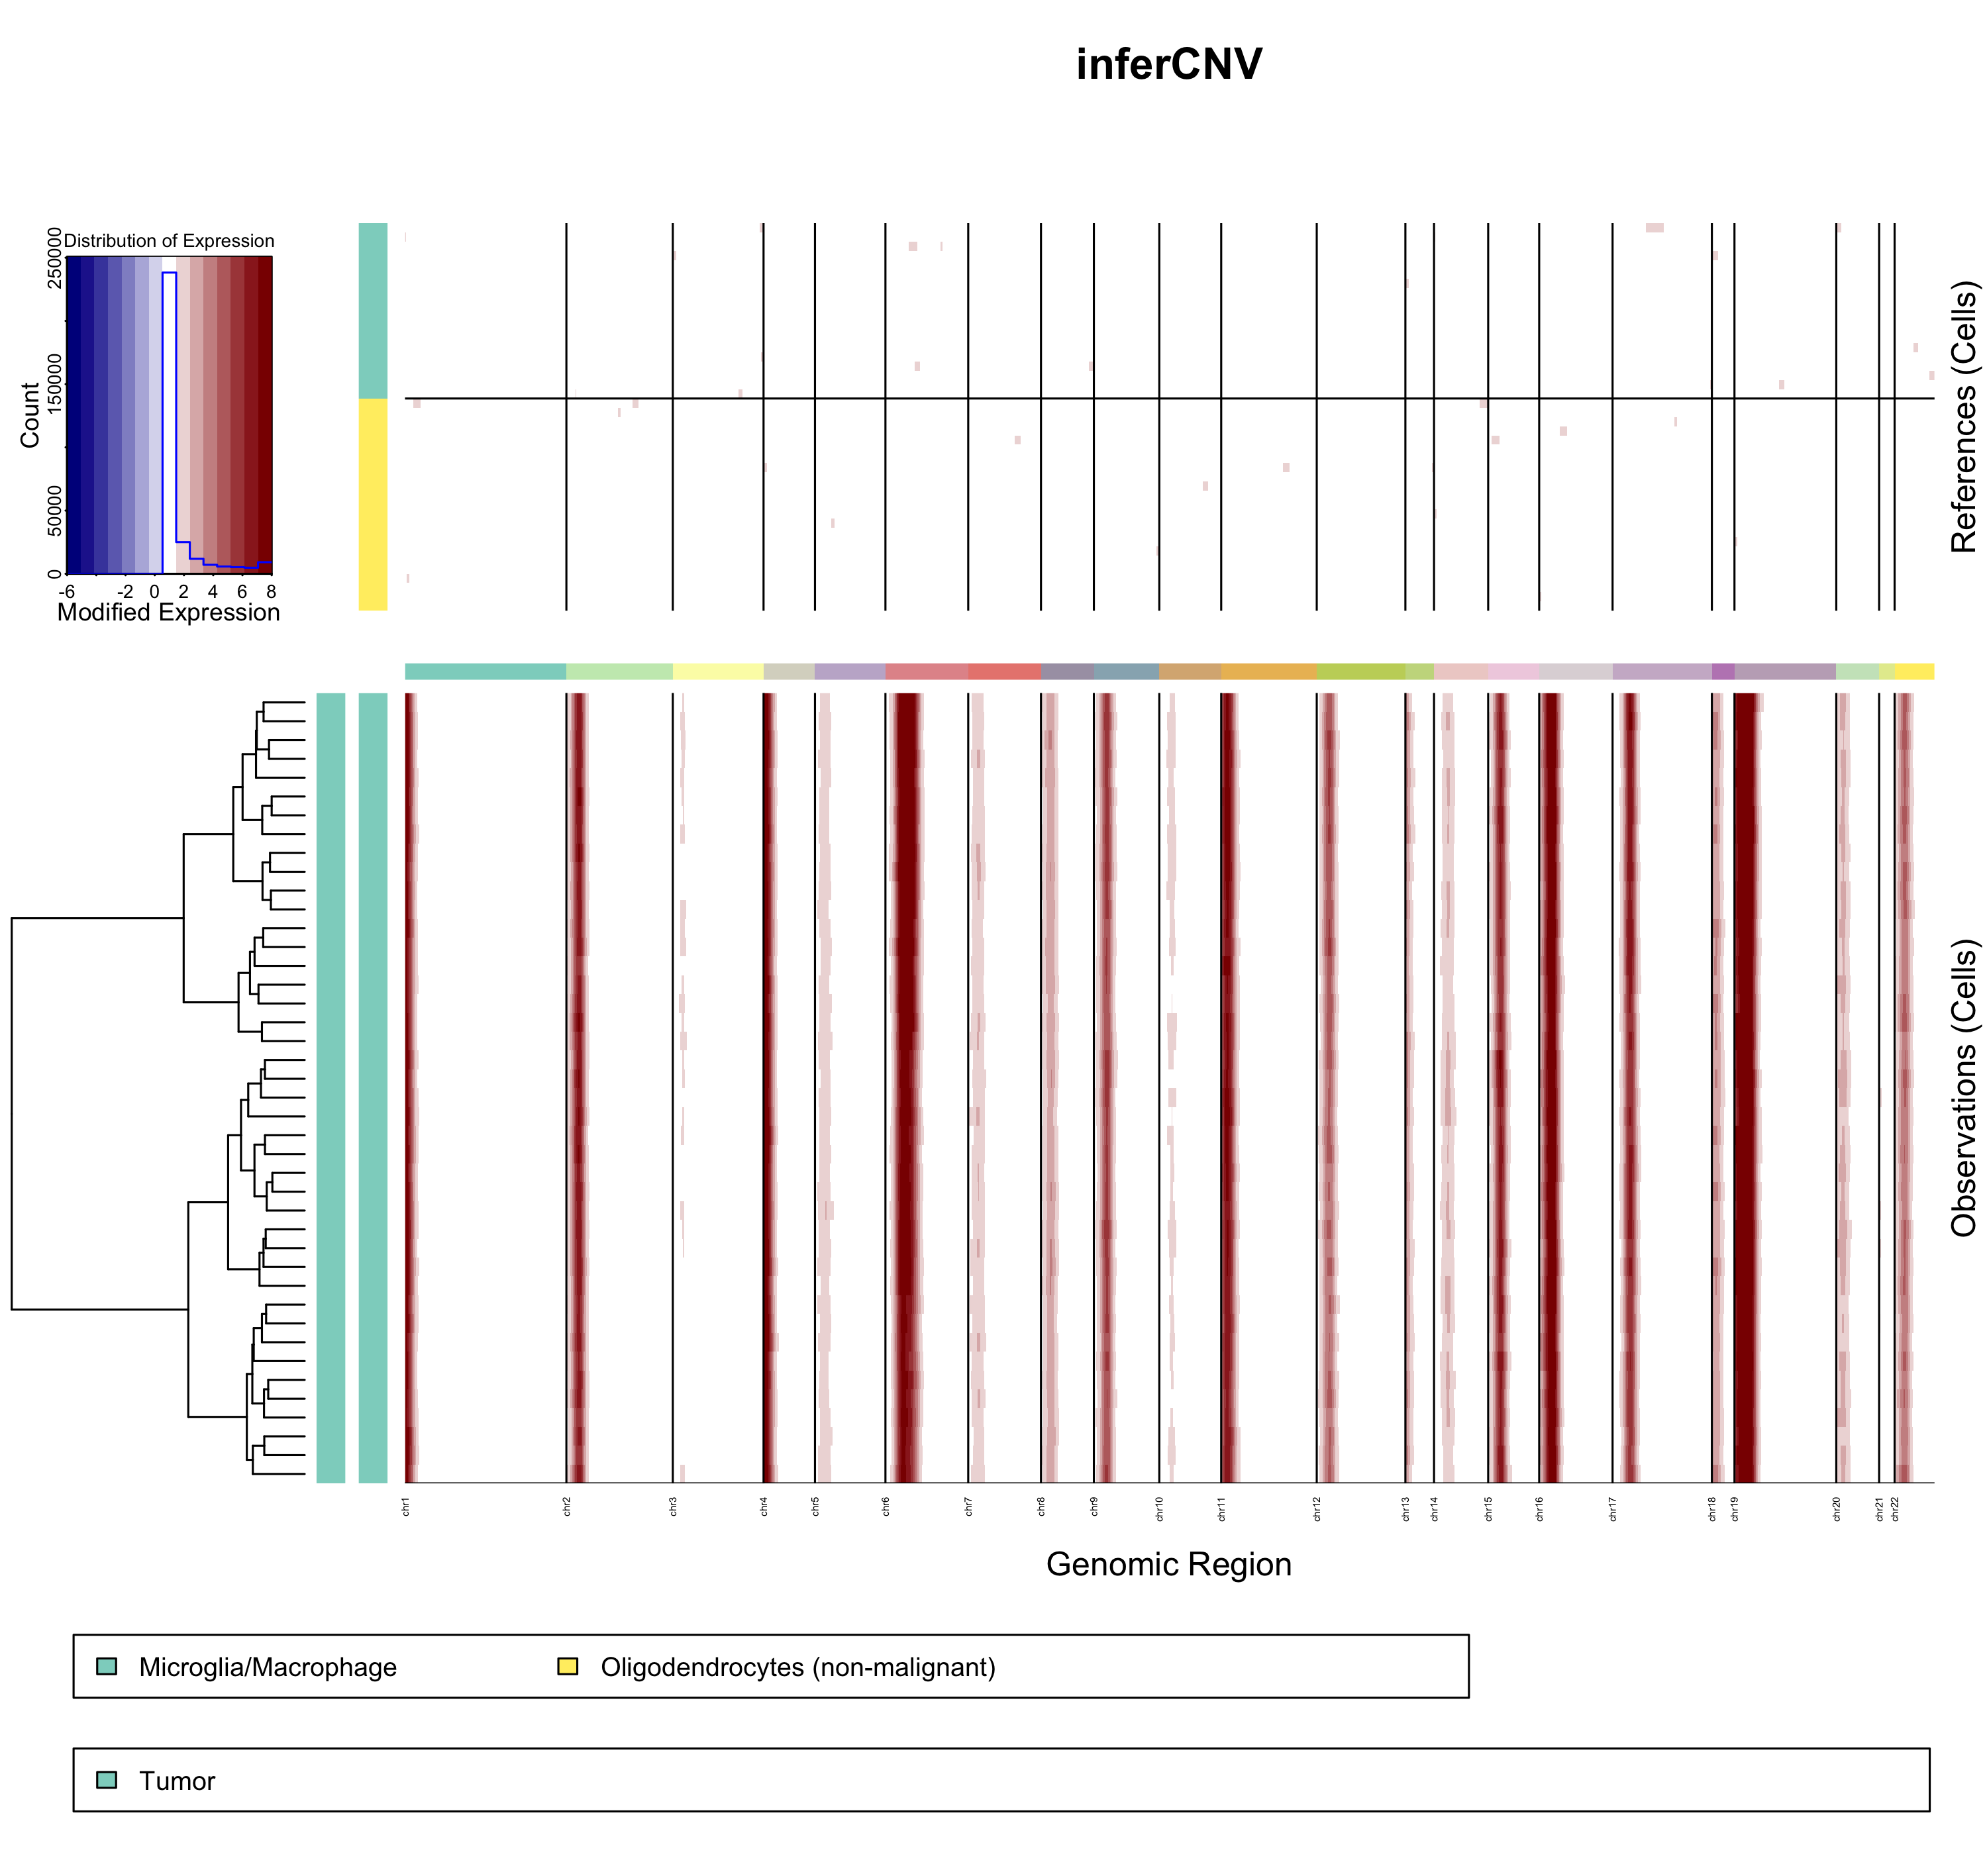 inferCNV
Distribution of Expression
Count
0
50000
150000
250000
-6
-2
0
2
4
6
8
Modified Expression
References (Cells)
Observations (Cells)
chr1
chr2
chr3
chr4
chr5
chr6
chr7
chr8
chr9
chr10
chr11
chr12
chr13
chr14
chr15
chr16
chr17
chr18
chr19
chr20
chr21
chr22
Genomic Region
Microglia/Macrophage
Oligodendrocytes (non-malignant)
Tumor